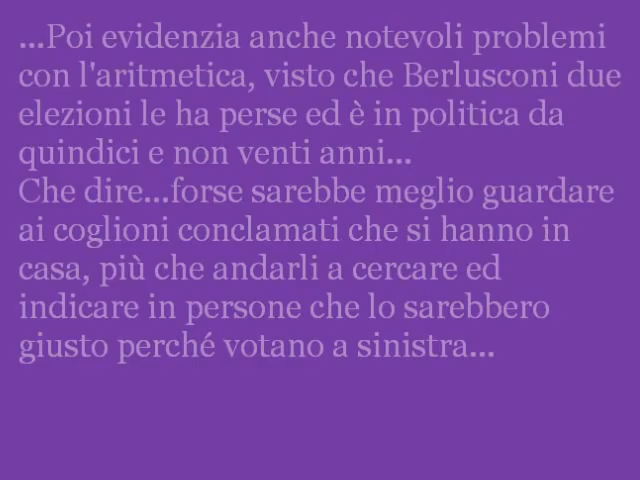 ...Poi evidenzia anche notevoli problemi
con l'aritmetica, visto che Berlusconi due
elezioni le ha perse ed è in politica da
quindici e non venti anni...
Che dire...forse sarebbe meglio guardare
ai coglioni conclamati che si hanno in
casa, più che andarli a cercare ed
indicare in persone che lo sarebbero
giusto perché votano a sinistra...